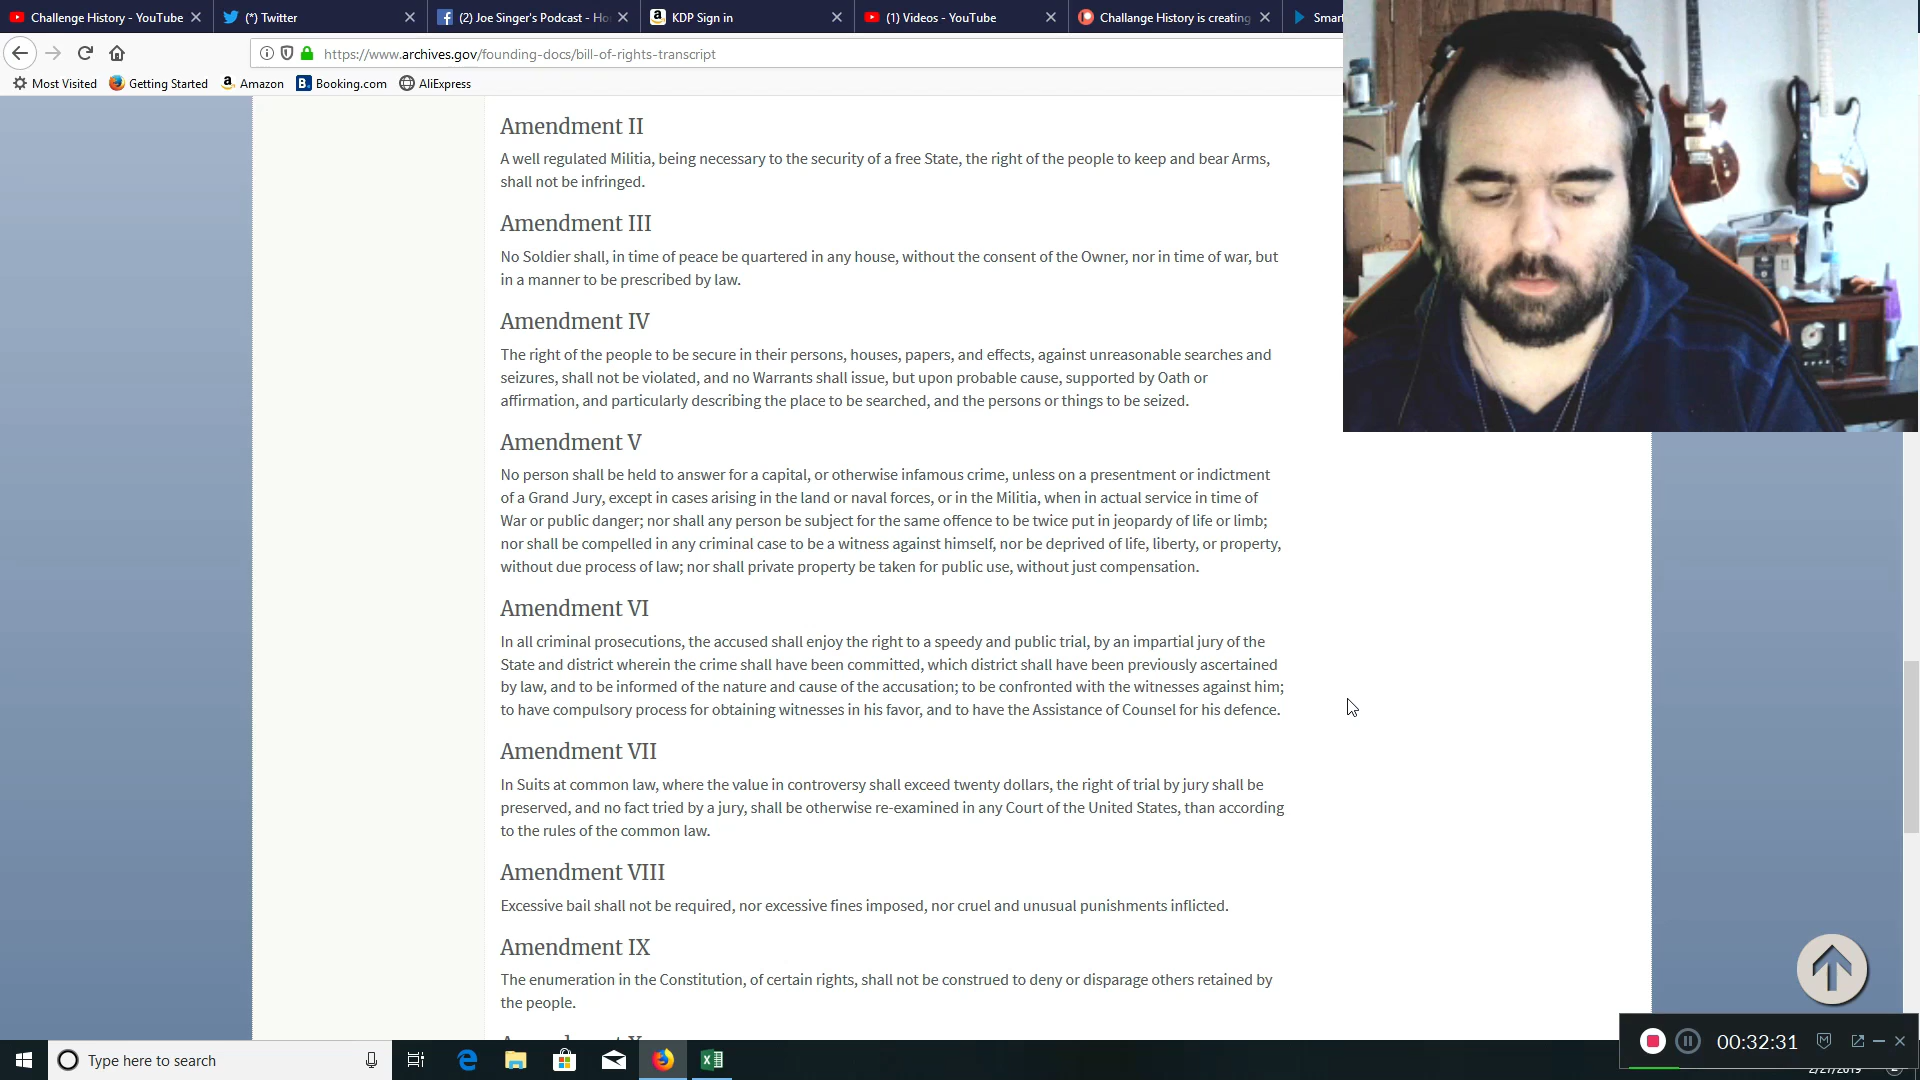 Challenge History - YouTube
(*) Twitter
(2) Joe Singer's Podcast - Ho
KDP Sign in
(1) Videos - YouTube
Challange History is creating
Smart
https://www.archives.gov/founding-docs/bill-of-rights-transcript
Most Visited
Getting Started
Amazon
Booking.com
AliExpress
Amendment II
A well regulated Militia, being necessary to the security of a free State, the right of the people to keep and bear Arms,
shall not be infringed.
Amendment III
No Soldier shall, in time of peace be quartered in any house, without the consent of the Owner, nor in time of war, but
in a manner to be prescribed by law.
Amendment IV
The right of the people to be secure in their persons, houses, papers, and effects, against unreasonable searches and
seizures, shall not be violated, and no Warrants shall issue, but upon probable cause, supported by Oath or
affirmation, and particularly describing the place to be searched, and the persons or things to be seized.
Amendment V
No person shall be held to answer for a capital, or otherwise infamous crime, unless on a presentment or indictment
of a Grand Jury, except in cases arising in the land or naval forces, or in the Militia, when in actual service in time of
War or public danger; nor shall any person be subject for the same offence to be twice put in jeopardy of life or limb;
nor shall be compelled in any criminal case to be a witness against himself, nor be deprived of life, liberty, or property,
without due process of law; nor shall private property be taken for public use, without just compensation.
Amendment VI
In all criminal prosecutions, the accused shall enjoy the right to a speedy and public trial, by an impartial jury of the
State and district wherein the crime shall have been committed, which district shall have been previously ascertained
by law, and to be informed of the nature and cause of the accusation; to be confronted with the witnesses against him;
to have compulsory process for obtaining witnesses in his favor, and to have the Assistance of Counsel for his defence.
Amendment VII
In Suits at common law, where the value in controversy shall exceed twenty dollars, the right of trial by jury shall be
preserved, and no fact tried by a jury, shall be otherwise re-examined in any Court of the United States, than according
to the rules of the common law.
Amendment VIII
Excessive bail shall not be required, nor excessive fines imposed, nor cruel and unusual punishments inflicted.
Amendment IX
The enumeration in the Constitution, of certain rights, shall not be construed to deny or disparage others retained by
the people.
Amendment X
Type here to search
00:32:31
2/27/2019